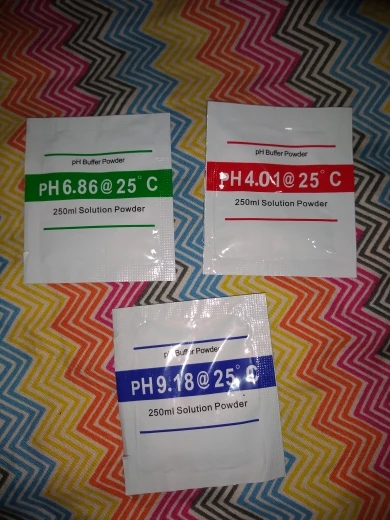 pH Buffer Powder
PH 6.86 @ 25° C
250ml Solution Powder
pH Buffer Powder
PH 4.01 @ 25° C
250ml Solution Powder
pH Buffer Powder
PH 9.18 @ 25° C
250ml Solution Powder